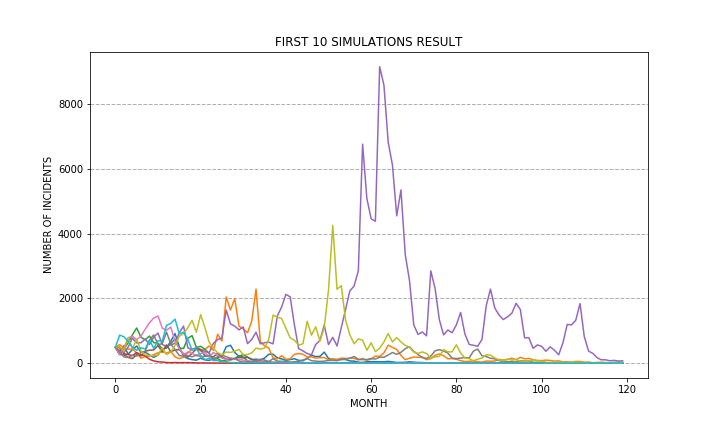 FIRST 10 SIMULATIONS RESULT
8000
6000
4000
2000
0
NUMBER OF INCIDENTS
0 20 40 60 80 100 120
MONTH